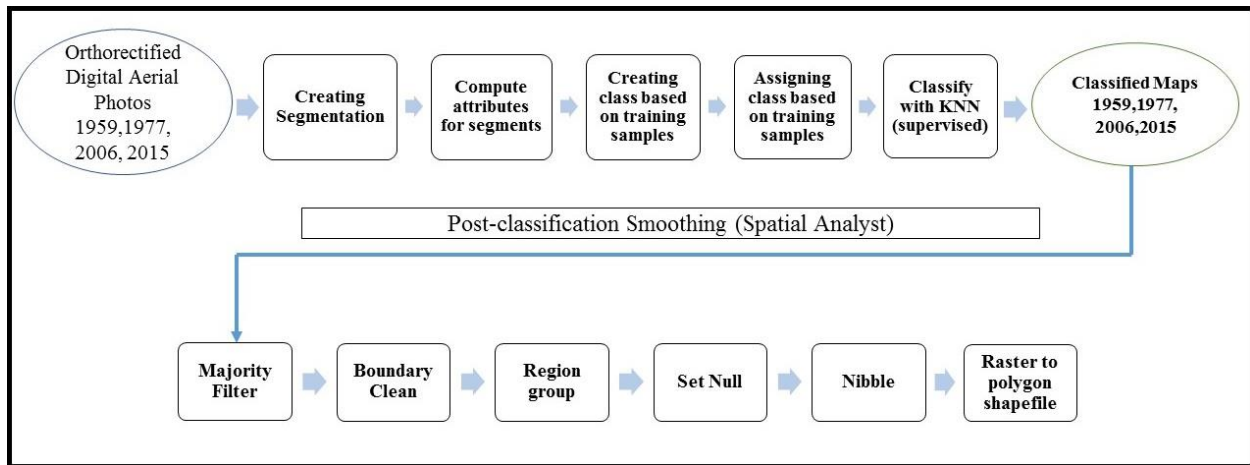 Orthorectified
Digital Aerial
Photos
1959,1977,
2006, 2015
Creating
Segmentation
Compute
attributes
for segments
Creating
class based
on training
samples
Assigning
class based
on training
samples
Classify
with KNN
(supervised)
Classified Maps
1959,1977,
2006,2015
Post-classification Smoothing (Spatial Analyst)
Majority
Filter
Boundary
Clean
Region
group
Set Null
Nibble
Raster to
polygon
shapefile